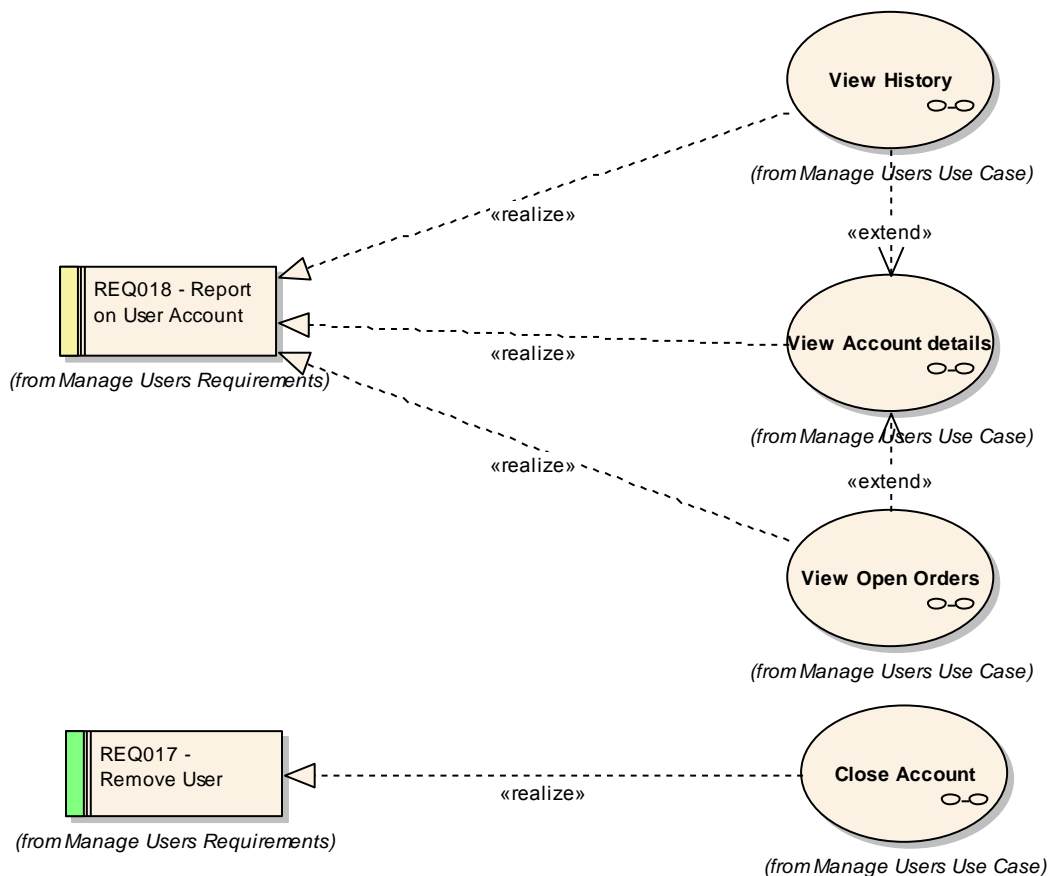 View History
(from Manage Users Use Case)
«realize»
«extend»
REQ018 - Report
on User Account
(from Manage Users Requirements)
«realize»
View Account details
(from Manage Users Use Case)
«realize»
«extend»
View Open Orders
(from Manage Users Use Case)
REQ017 -
Remove User
(from Manage Users Requirements)
«realize»
Close Account
(from Manage Users Use Case)